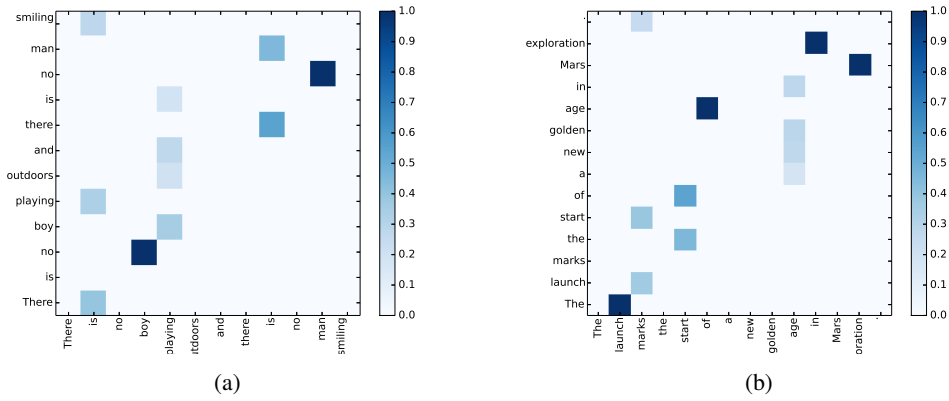 smiling
man
no
is
there
and
outdoors
playing
boy
no
is
There
There
is
no
boy
playing
utdoors
and
there
is
no
man
smiling
1.0
0.9
0.8
0.7
0.6
0.5
0.4
0.3
0.2
0.1
0.0
(a)
.
exploration
Mars
in
age
golden
new
a
of
start
the
marks
launch
The
The
launch
marks
the
start
of
a
new
golden
age
in
Mars
oration
.
1.0
0.9
0.8
0.7
0.6
0.5
0.4
0.3
0.2
0.1
0.0
(b)